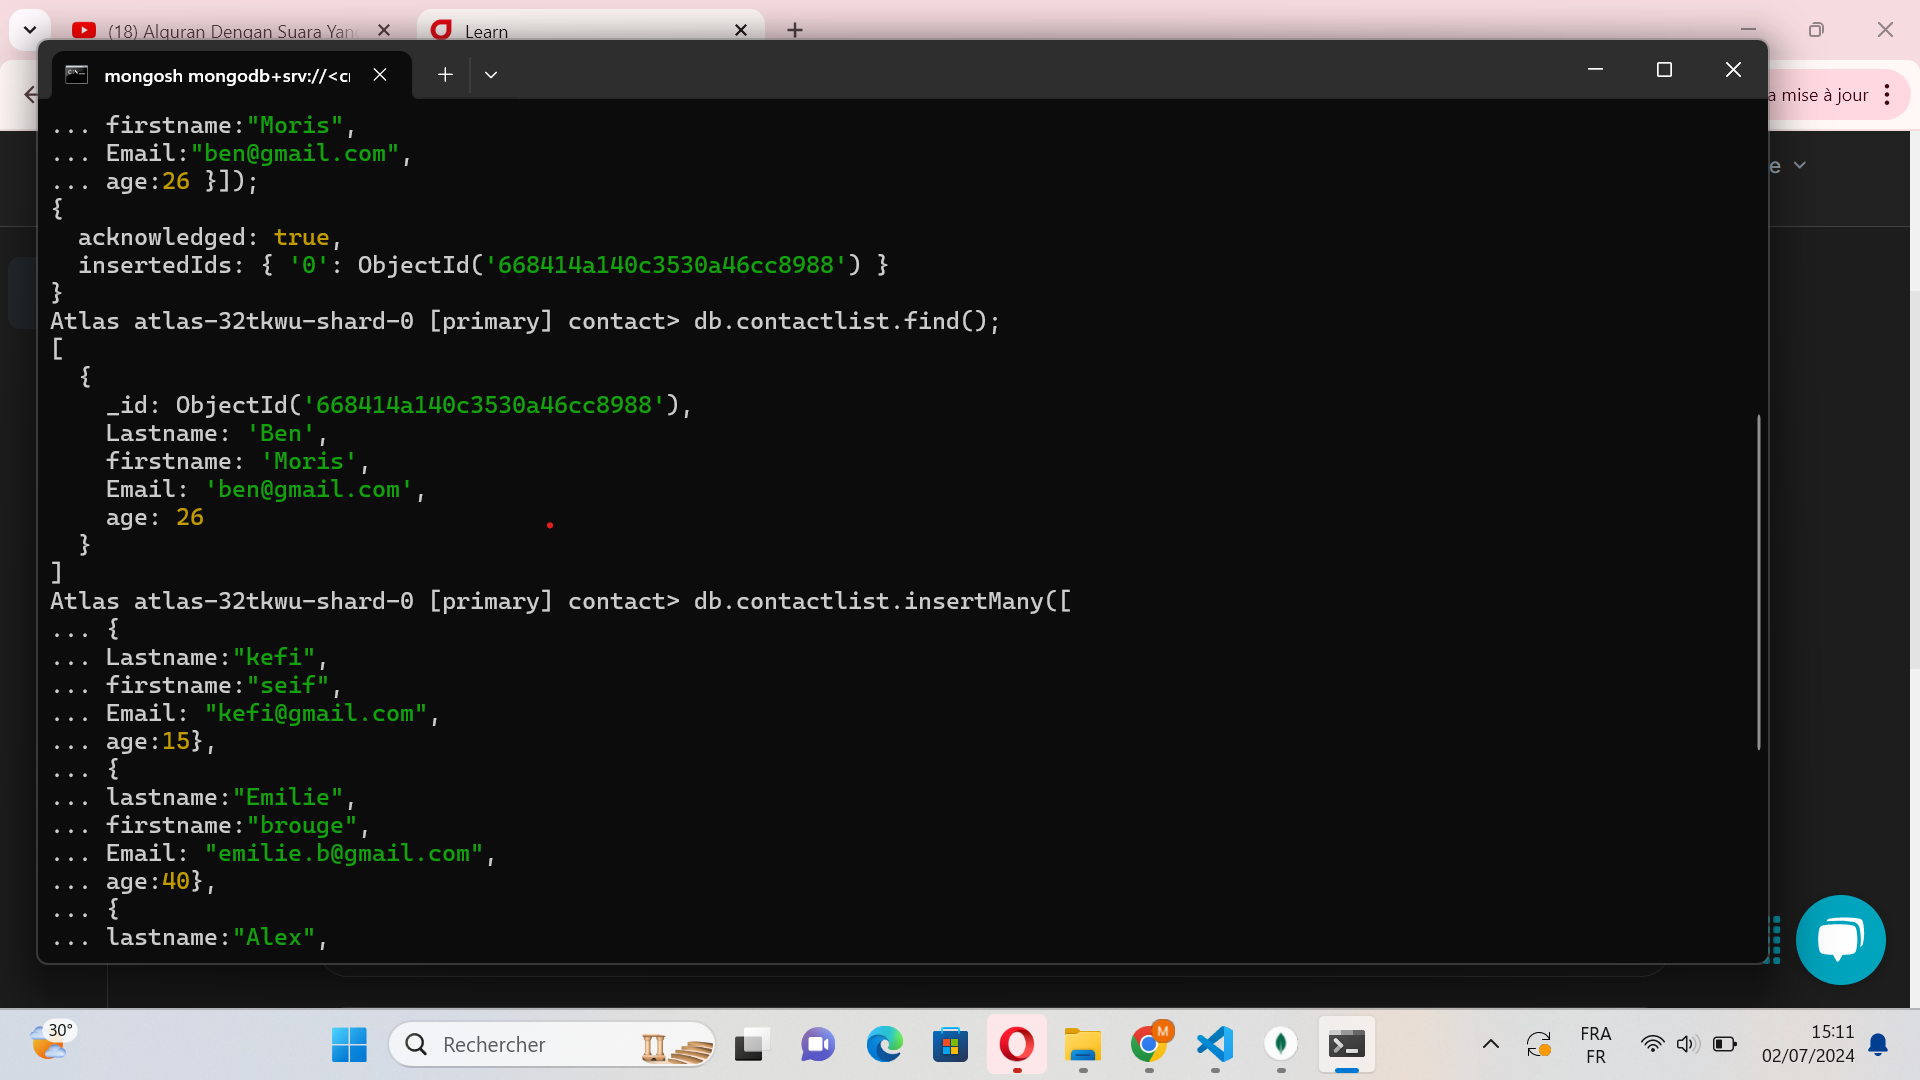 (18) Alquran Dengan Suara Yang
Learn
mongosh mongodb+srv://<cr
a mise à jour
e
... firstname:"Moris",
... Email:"ben@gmail.com",
... age:26 }]);
{
acknowledged: true,
insertedIds: { '0': ObjectId('668414a140c3530a46cc8988') }
}
Atlas atlas-32tkwu-shard-0 [primary] contact> db.contactlist.find();
[
{
_id: ObjectId('668414a140c3530a46cc8988'),
Lastname: 'Ben',
firstname: 'Moris',
Email: 'ben@gmail.com',
age: 26
}
]
Atlas atlas-32tkwu-shard-0 [primary] contact> db.contactlist.insertMany([
... {
... Lastname:"kefi",
... firstname:"seif",
... Email: "kefi@gmail.com",
... age:15},
... {
... lastname:"Emilie",
... firstname:"brouge",
... Email: "emilie.b@gmail.com",
... age:40},
... {
... lastname:"Alex",
30°
Rechercher
M
FRA
FR
15:11
02/07/2024